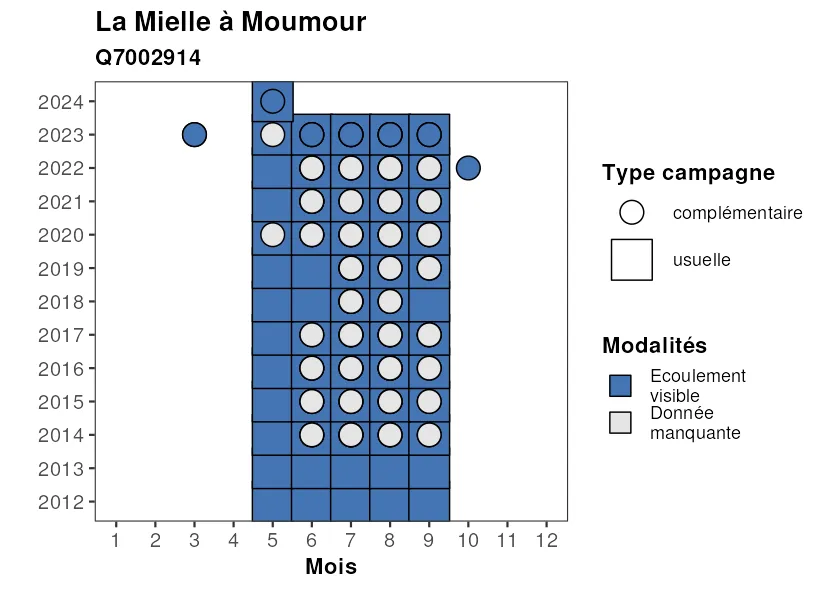 La Mielle à Moumour
Q7002914
2024
2023
2022
2021
2020
2019
2018
2017
2016
2015
2014
2013
2012
1 2 3 4 5 6 7 8 9 10 11 12
Mois
Type campagne
complémentaire
usuelle
Modalités
Ecoulement
visible
Donnée
manquante